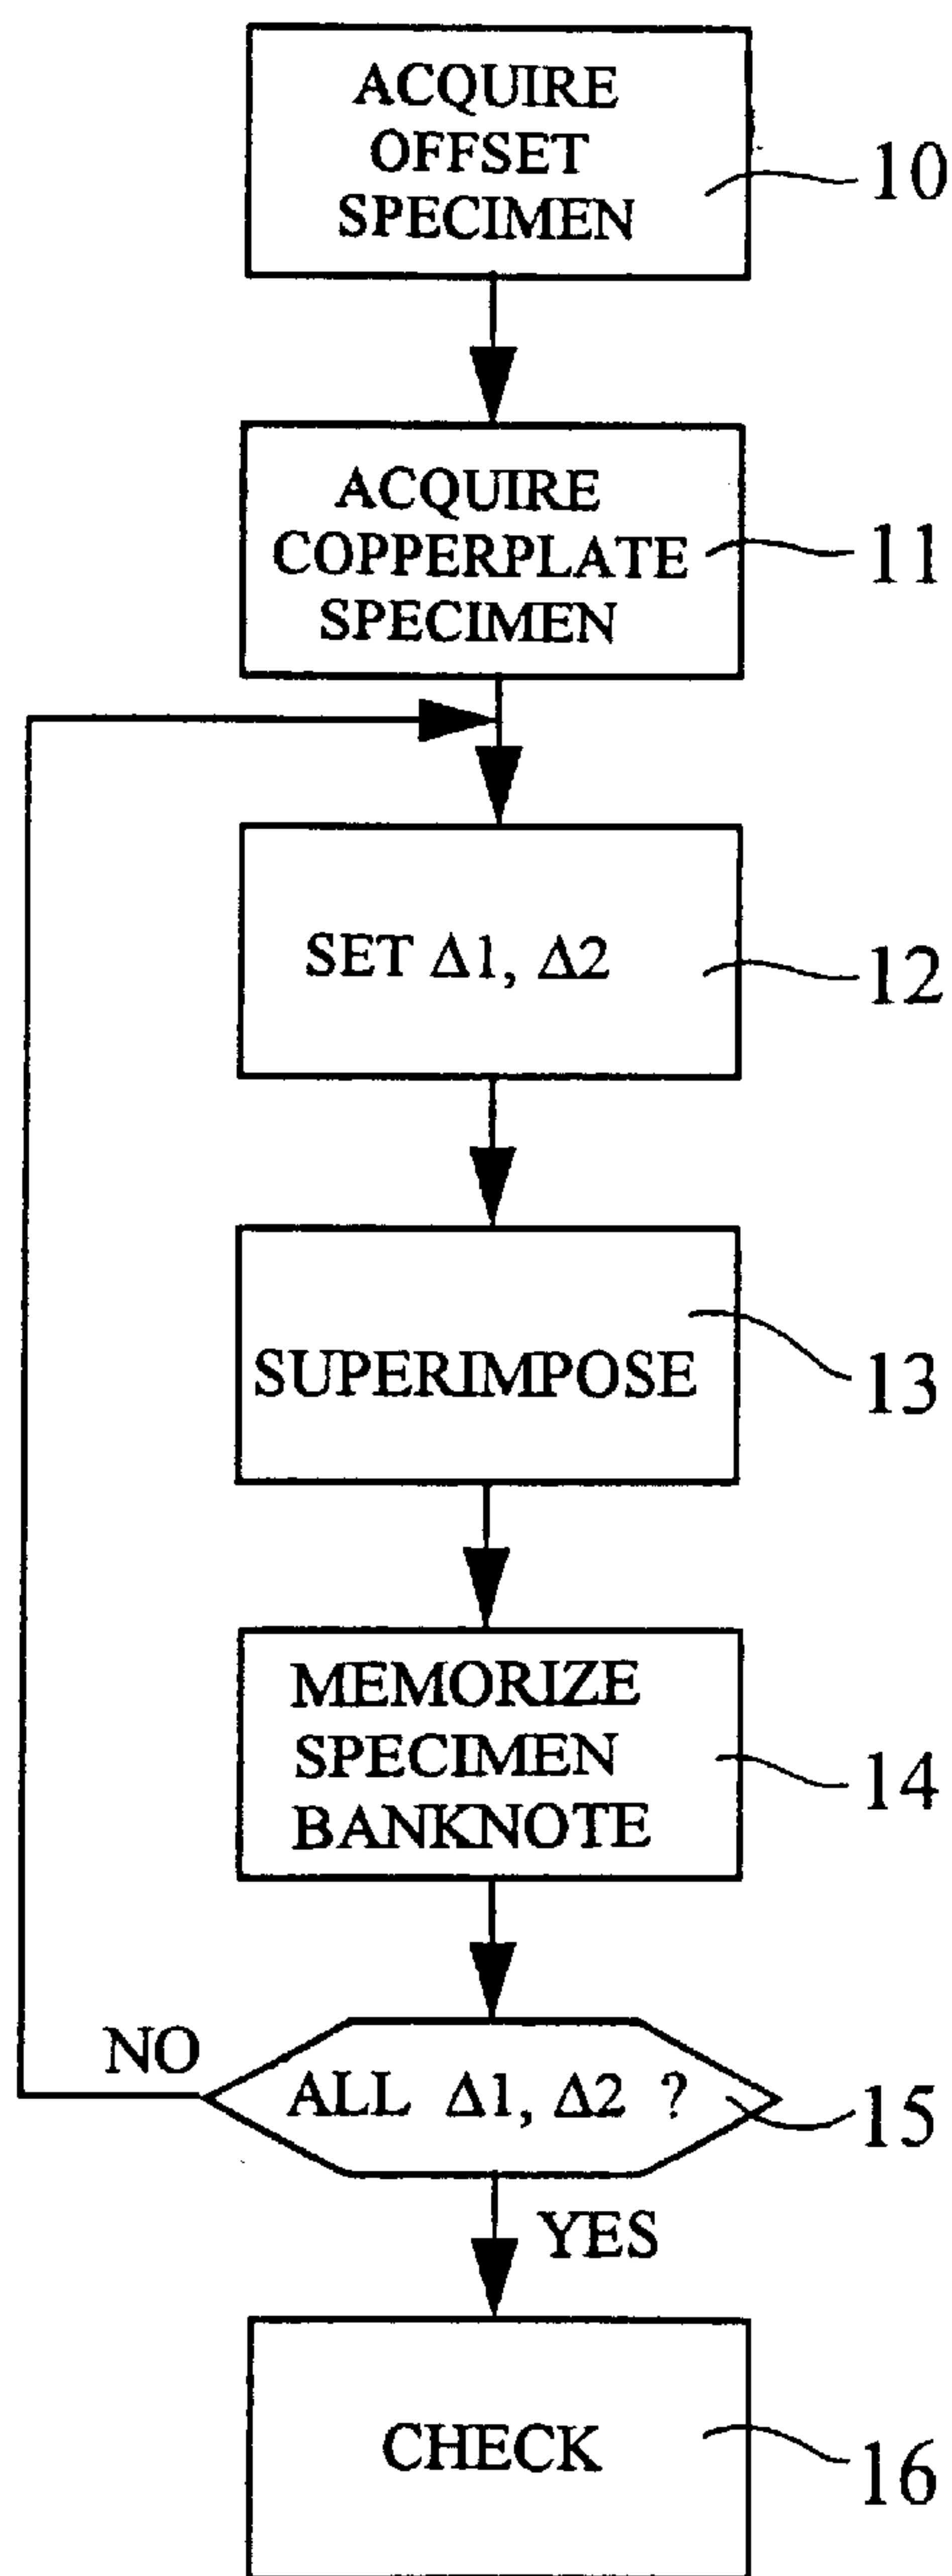 ACQUIRE
OFFSET
SPECIMEN
10
ACQUIRE
COPPERPLATE
SPECIMEN
11
SET Δ1, Δ2
12
SUPERIMPOSE
13
MEMORIZE
SPECIMEN
BANKNOTE
14
NO
ALL Δ1, Δ2 ?
15
YES
CHECK
16